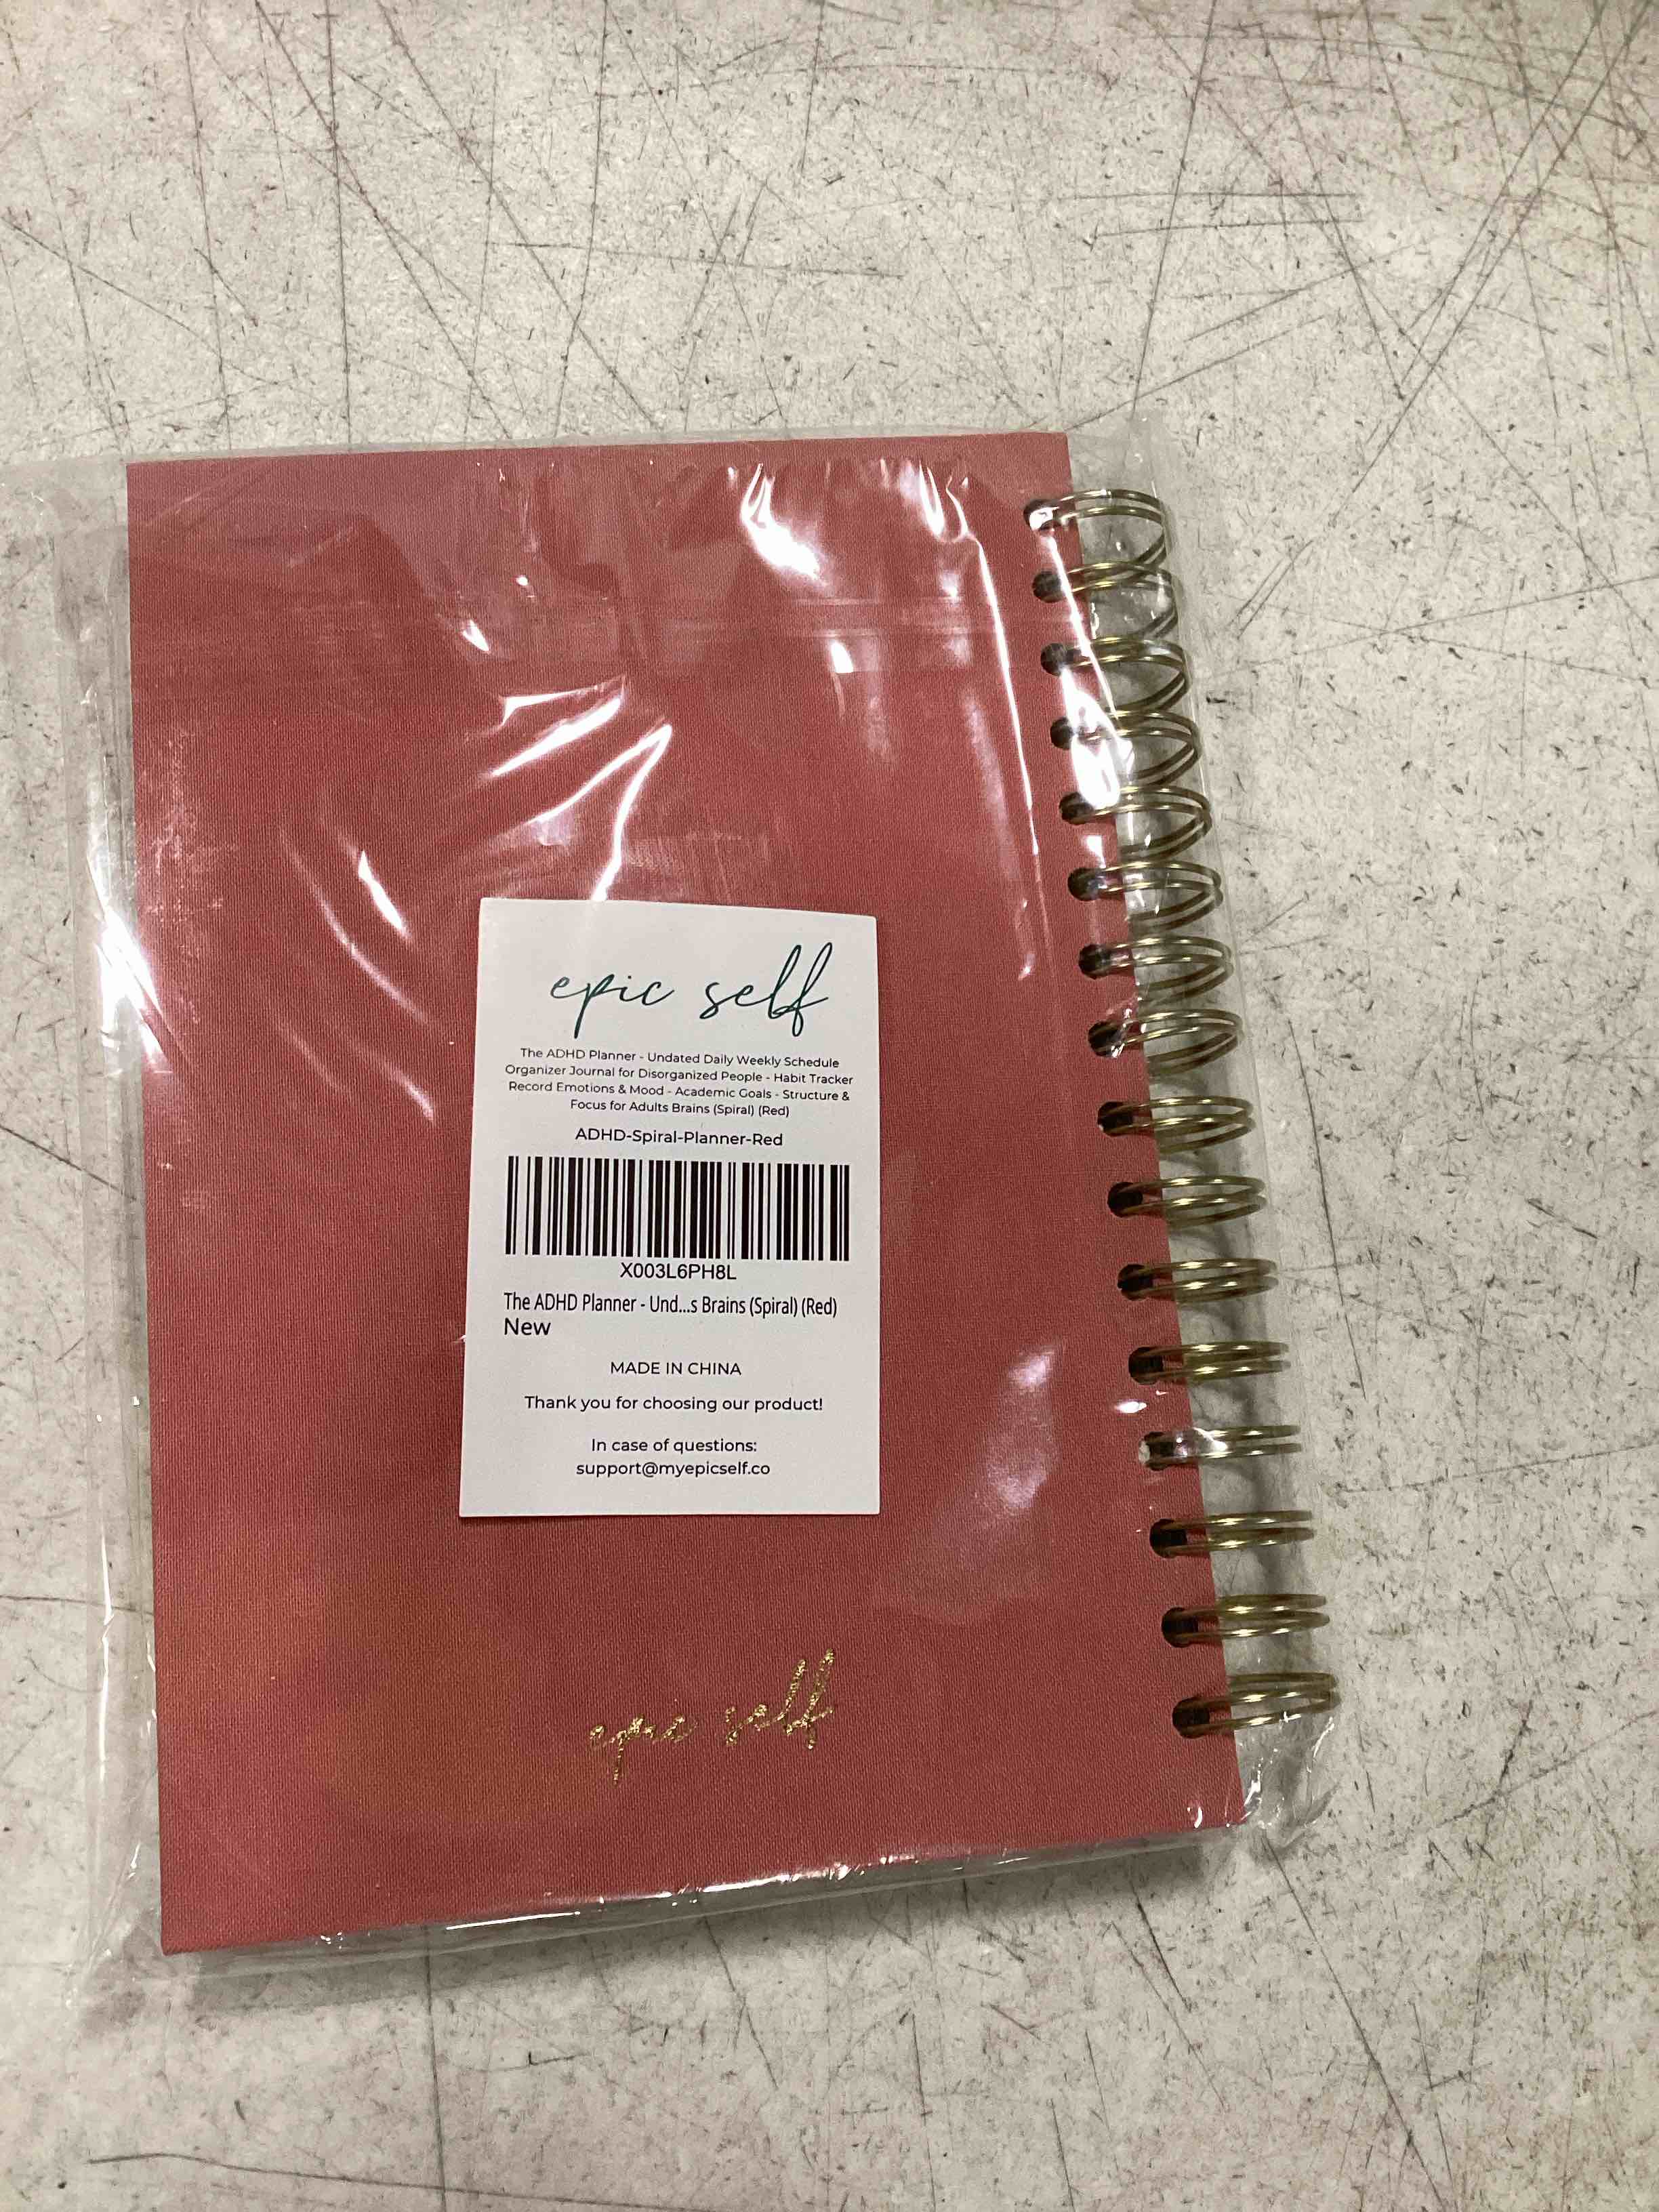 epic self
The ADHD Planner - Undated Daily Weekly Schedule
Organizer Journal for Disorganized People - Habit Tracker
Record Emotions & Mood - Academic Goals - Structure &
Focus for Adults Brains (Spiral) (Red)
ADHD-Spiral-Planner-Red
X003L6PH8L
The ADHD Planner - Und...s Brains (Spiral) (Red)
New
MADE IN CHINA
Thank you for choosing our product!
In case of questions:
support@myepicself.co
epic self